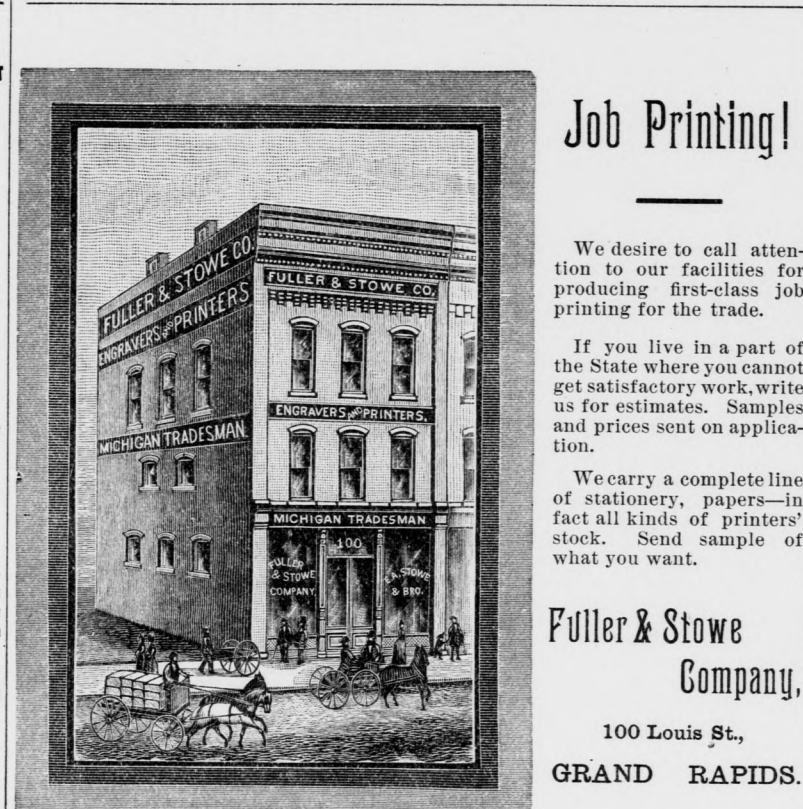 FULLER & STOWE CO.
ENGRAVERS AND PRINTERS
MICHIGAN TRADESMAN
FULLER & STOWE CO.
ENGRAVERS AND PRINTERS.
MICHIGAN TRADESMAN
100
FULLER
& STOWE
COMPANY.
E.A. STOWE
& BRO.
Job Printing!
We desire to call atten-
tion to our facilities for
producing first-class job
printing for the trade.
If you live in a part of
the State where you cannot
get satisfactory work, write
us for estimates. Samples
and prices sent on applica-
tion.
We carry a complete line
of stationery, papers—in
fact all kinds of printers'
stock. Send sample of
what you want.
Fuller & Stowe
Company,
100 Louis St.,
GRAND RAPIDS.